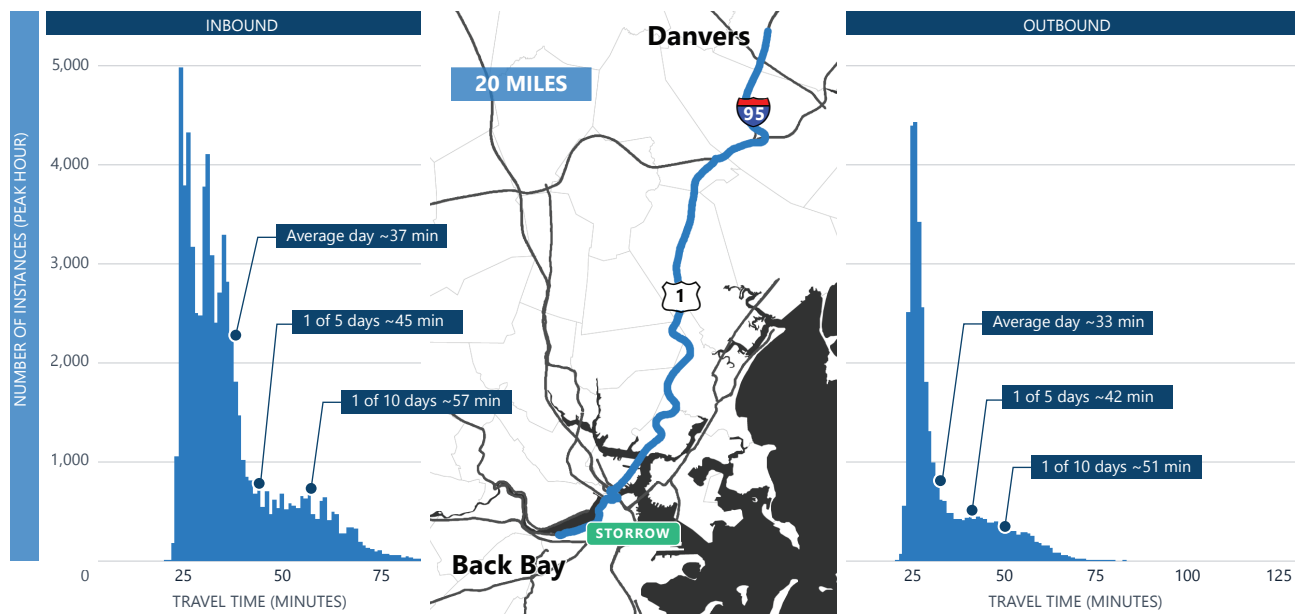 INBOUND
NUMBER OF INSTANCES (PEAK HOUR)
5,000
4,000
3,000
2,000
1,000
0
Average day ~37 min
1 of 5 days ~45 min
1 of 10 days ~57 min
25
50
75
TRAVEL TIME (MINUTES)
Danvers
20 MILES
95
1
STORROW
Back Bay
OUTBOUND
Average day ~33 min
1 of 5 days ~42 min
1 of 10 days ~51 min
25
50
75
100
125
TRAVEL TIME (MINUTES)